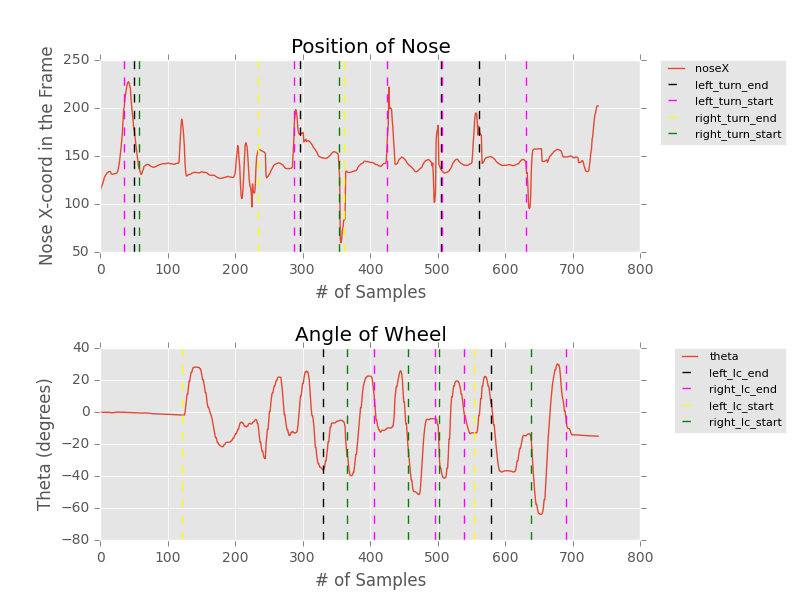 Position of Nose
Nose X-coord in the Frame
250
200
150
100
50
0 100 200 300 400 500 600 700 800
# of Samples
noseX
left_turn_end
left_turn_start
right_turn_end
right_turn_start
Angle of Wheel
Theta (degrees)
40
20
0
−20
−40
−60
−80
0 100 200 300 400 500 600 700 800
# of Samples
theta
left_lc_end
right_lc_end
left_lc_start
right_lc_start